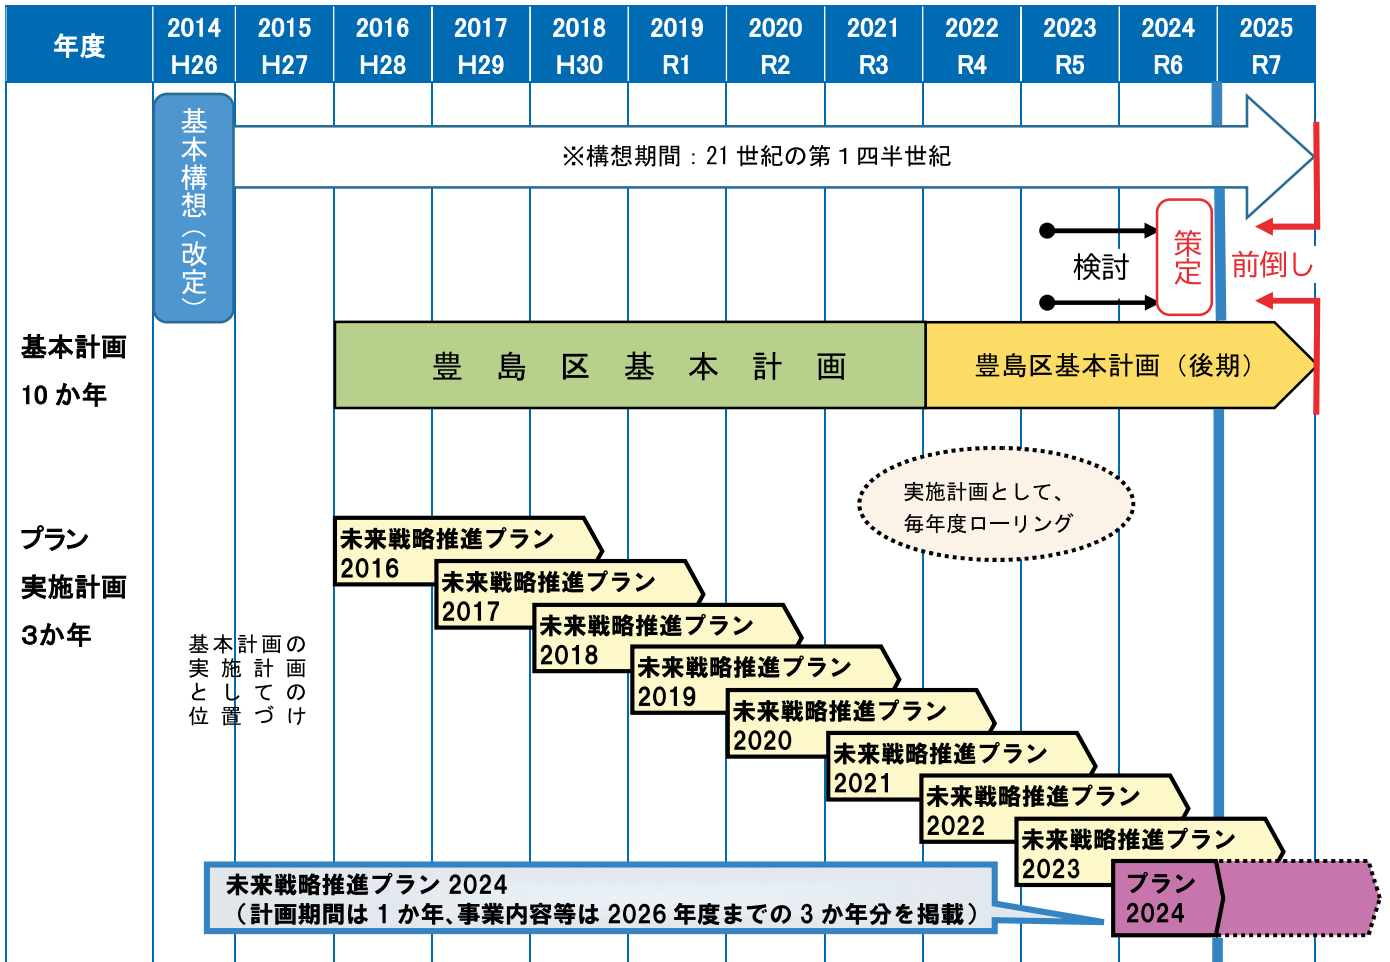 年度
2014
H26
2015
H27
2016
H28
2017
H29
2018
H30
2019
R1
2020
R2
2021
R3
2022
R4
2023
R5
2024
R6
2025
R7
基本構想（改定）
※構想期間：21世紀の第１四半世紀
検討
策定
前倒し
基本計画
10か年
豊島区基本計画
豊島区基本計画（後期）
実施計画として、
毎年度ローリング
プラン
実施計画
3か年
基本計画の
実施計画
としての
位置づけ
未来戦略推進プラン
2016
未来戦略推進プラン
2017
未来戦略推進プラン
2018
未来戦略推進プラン
2019
未来戦略推進プラン
2020
未来戦略推進プラン
2021
未来戦略推進プラン
2022
未来戦略推進プラン
2023
プラン
2024
未来戦略推進プラン 2024
（計画期間は１か年、事業内容等は 2026 年度までの３か年分を掲載）